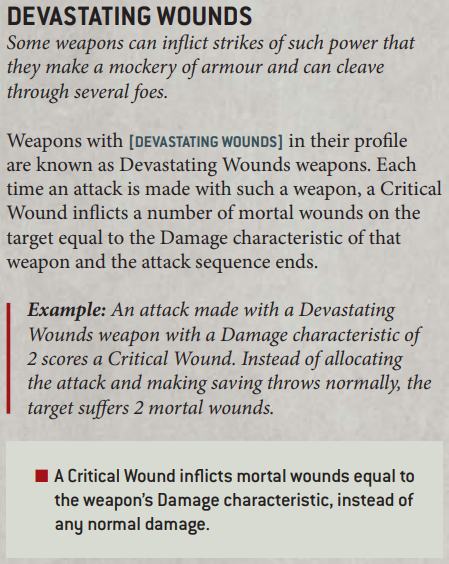 DEVASTATING WOUNDS
Some weapons can inflict strikes of such power that
they make a mockery of armour and can cleave
through several foes.
Weapons with [DEVASTATING WOUNDS] in their profile
are known as Devastating Wounds weapons. Each
time an attack is made with such a weapon, a Critical
Wound inflicts a number of mortal wounds on the
target equal to the Damage characteristic of that
weapon and the attack sequence ends.
Example: An attack made with a Devastating
Wounds weapon with a Damage characteristic of
2 scores a Critical Wound. Instead of allocating
the attack and making saving throws normally, the
target suffers 2 mortal wounds.
■ A Critical Wound inflicts mortal wounds equal to
the weapon's Damage characteristic, instead of
any normal damage.